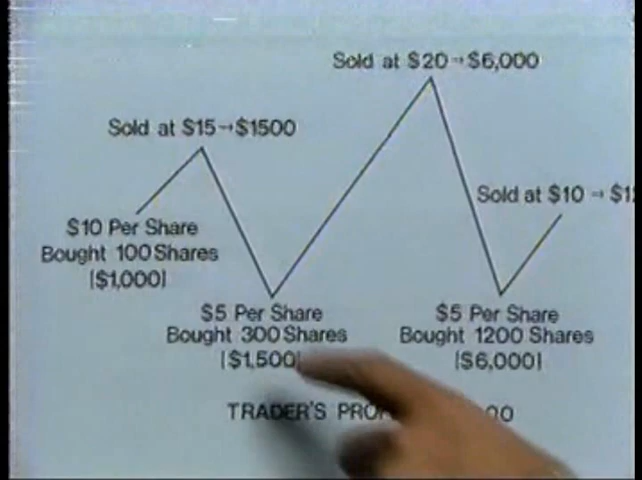 Sold at $20→$6,000
Sold at $15→$1500
Sold at $10→$1
$10 Per Share
Bought 100 Shares
($1,000)
$5 Per Share
Bought 300 Shares
($1,500)
$5 Per Share
Bought 1200 Shares
($6,000)
TRADER'S